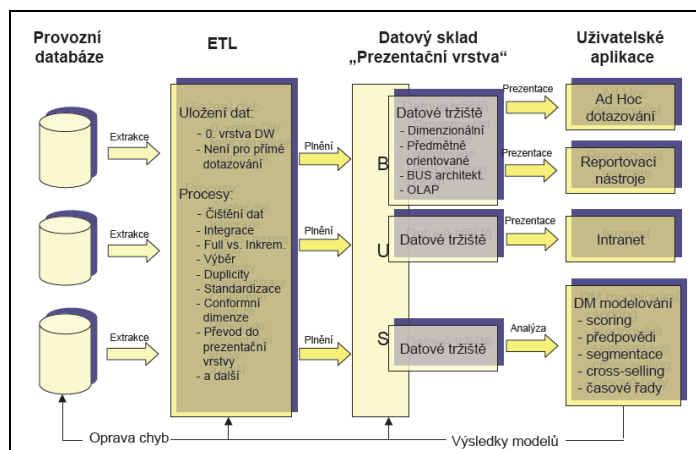 Provozní
databáze
ETL
Datový sklad
„Prezentační vrstva“
Uživatelské
aplikace
Extrakce
Extrakce
Extrakce
Uložení dat:
- 0. vrstva DW
- Není pro přímé
dotazování
Procesy:
- Čištění dat
- Integrace
- Full vs. Inkrem.
- Výběr
- Duplicity
- Standardizace
- Conformní
dimenze
- Převod do
prezentační
vrstvy
- a další
Plnění
Plnění
Plnění
B
U
S
Datové tržiště
- Dimenzionální
- Předmětně
orientované
- BUS architekt.
- OLAP
Datové tržiště
Datové tržiště
Prezentace
Prezentace
Prezentace
Analýza
Ad Hoc
dotazování
Reportovací
nástroje
Intranet
DM modelování
- scoring
- předpovědi
- segmentace
- cross-selling
- časové řady
Oprava chyb
Výsledky modelů